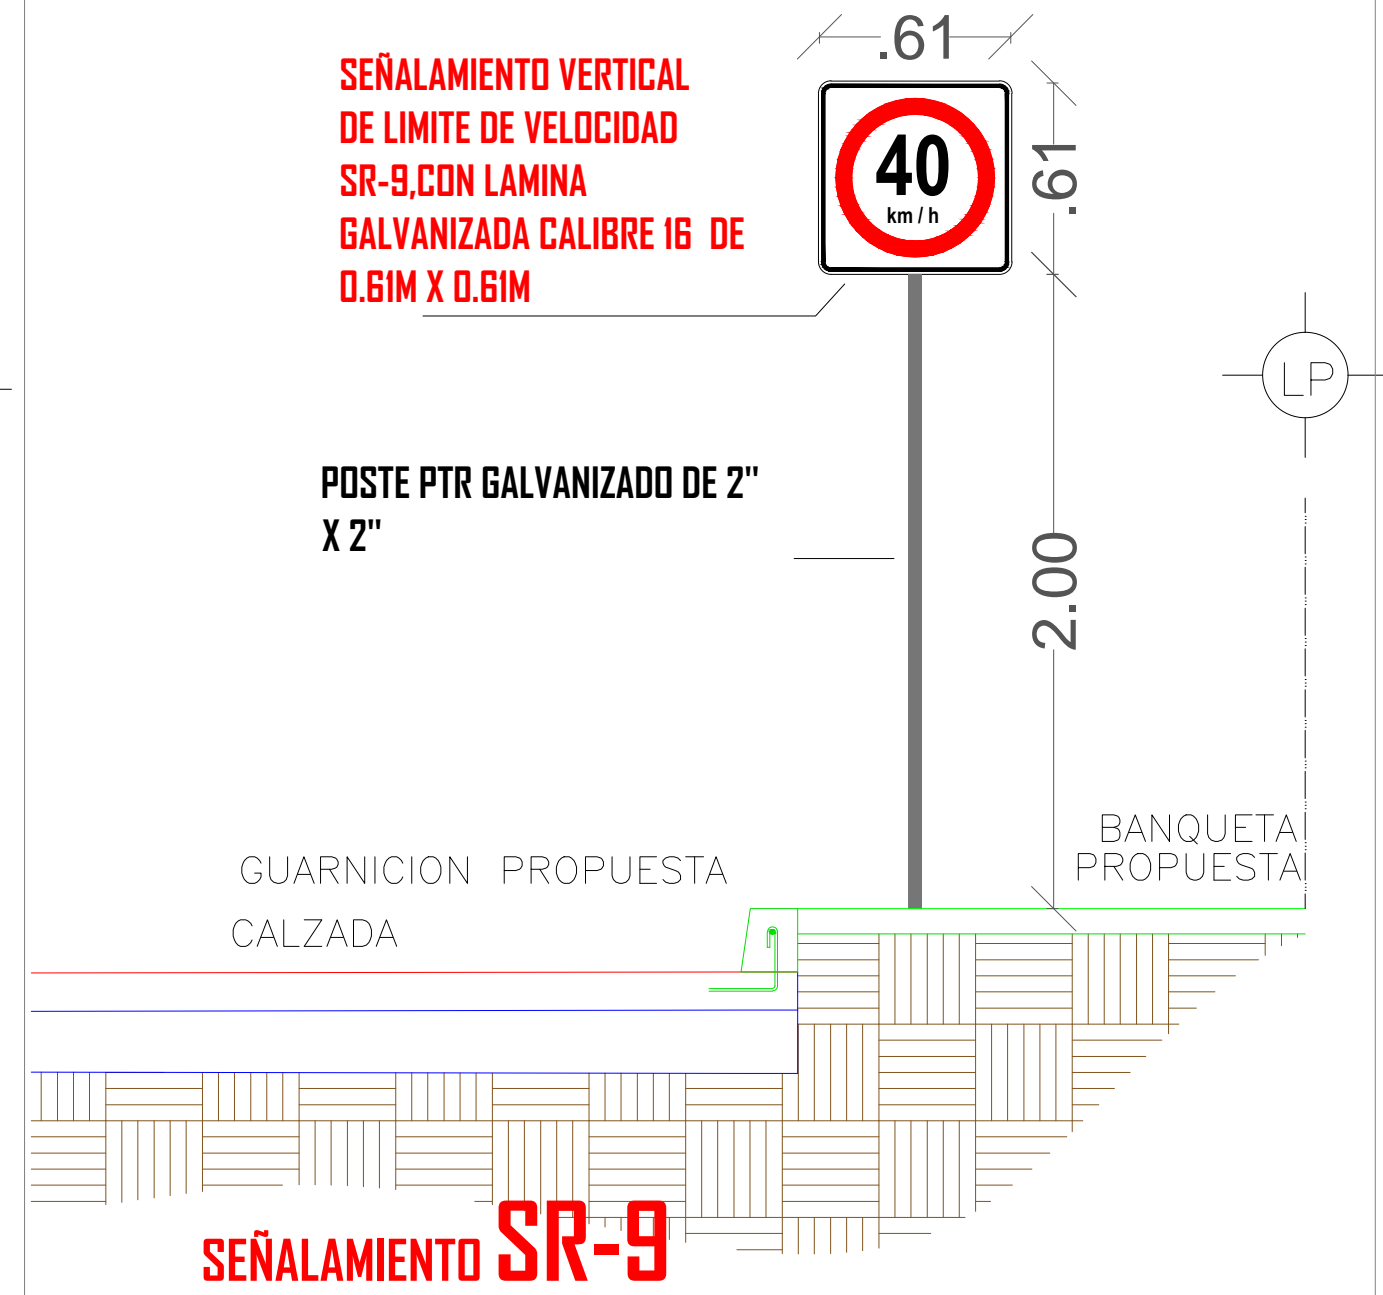 .61
SEÑALAMIENTO VERTICAL
DE LIMITE DE VELOCIDAD
SR-9,CON LAMINA
GALVANIZADA CALIBRE 16 DE
0.61M X 0.61M
40
km / h
.61
LP
POSTE PTR GALVANIZADO DE 2"
X 2"
2.00
BANQUETA
PROPUESTA
GUARNICION PROPUESTA
CALZADA
SEÑALAMIENTO SR-9